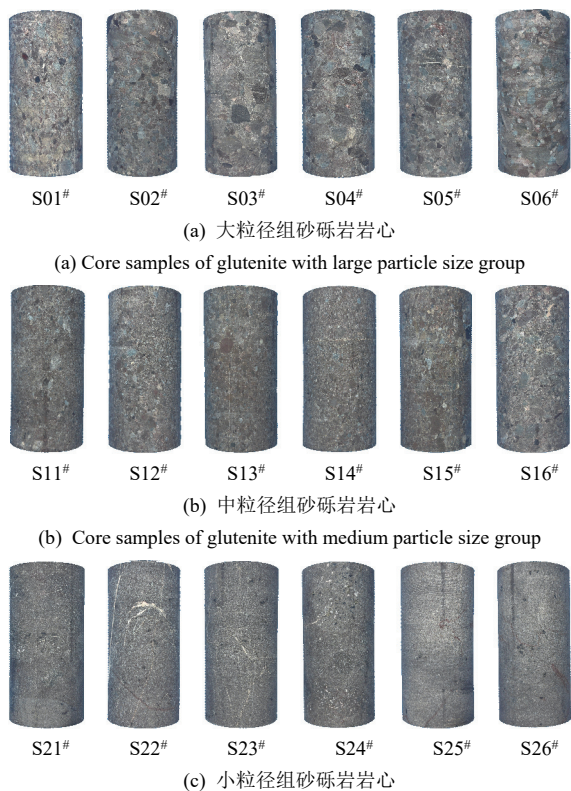 S01# S02# S03# S04# S05# S06#
(a) 大粒径组砂砾岩岩心
(a) Core samples of glutenite with large particle size group
S11# S12# S13# S14# S15# S16#
(b) 中粒径组砂砾岩岩心
(b) Core samples of glutenite with medium particle size group
S21# S22# S23# S24# S25# S26#
(c) 小粒径组砂砾岩岩心